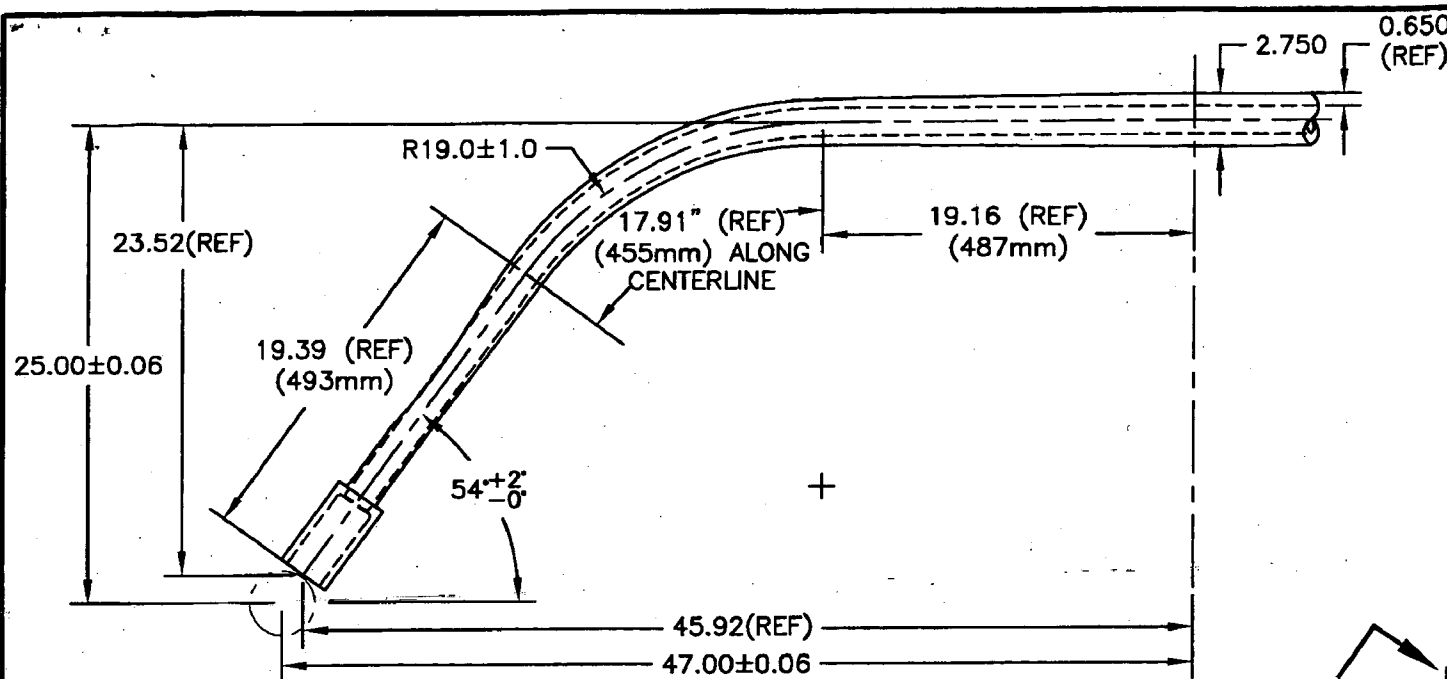 0.650
(REF)
2.750
R19.0±1.0
17.91" (REF)
(455mm) ALONG
CENTERLINE
19.16 (REF)
(487mm)
23.52(REF)
25.00±0.06
19.39 (REF)
(493mm)
54°+2°
-0°
45.92(REF)
47.00±0.06